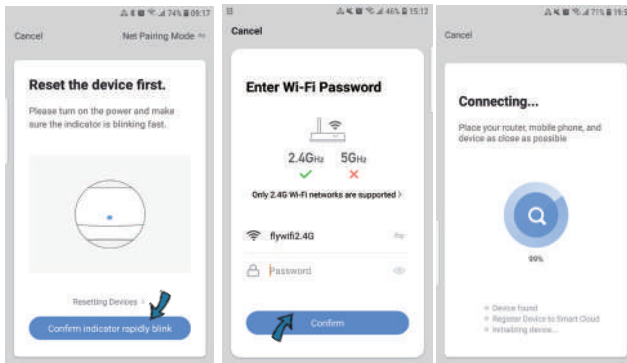 74% 09:17
Cancel Net Pairing Mode
Reset the device first.
Please turn on the power and make
sure the indicator is blinking fast.
Resetting Devices >
Confirm indicator rapidly blink
46% 15:12
Cancel
Enter Wi-Fi Password
2.4GHz 5GHz
Only 2.4G Wi-Fi networks are supported >
flywifi2.4G
Password
Confirm
71%
Cancel
Connecting...
Place your router, mobile phone, and
device as close as possible
99%
Device found
Register Device to Smart Cloud
Initializing device...